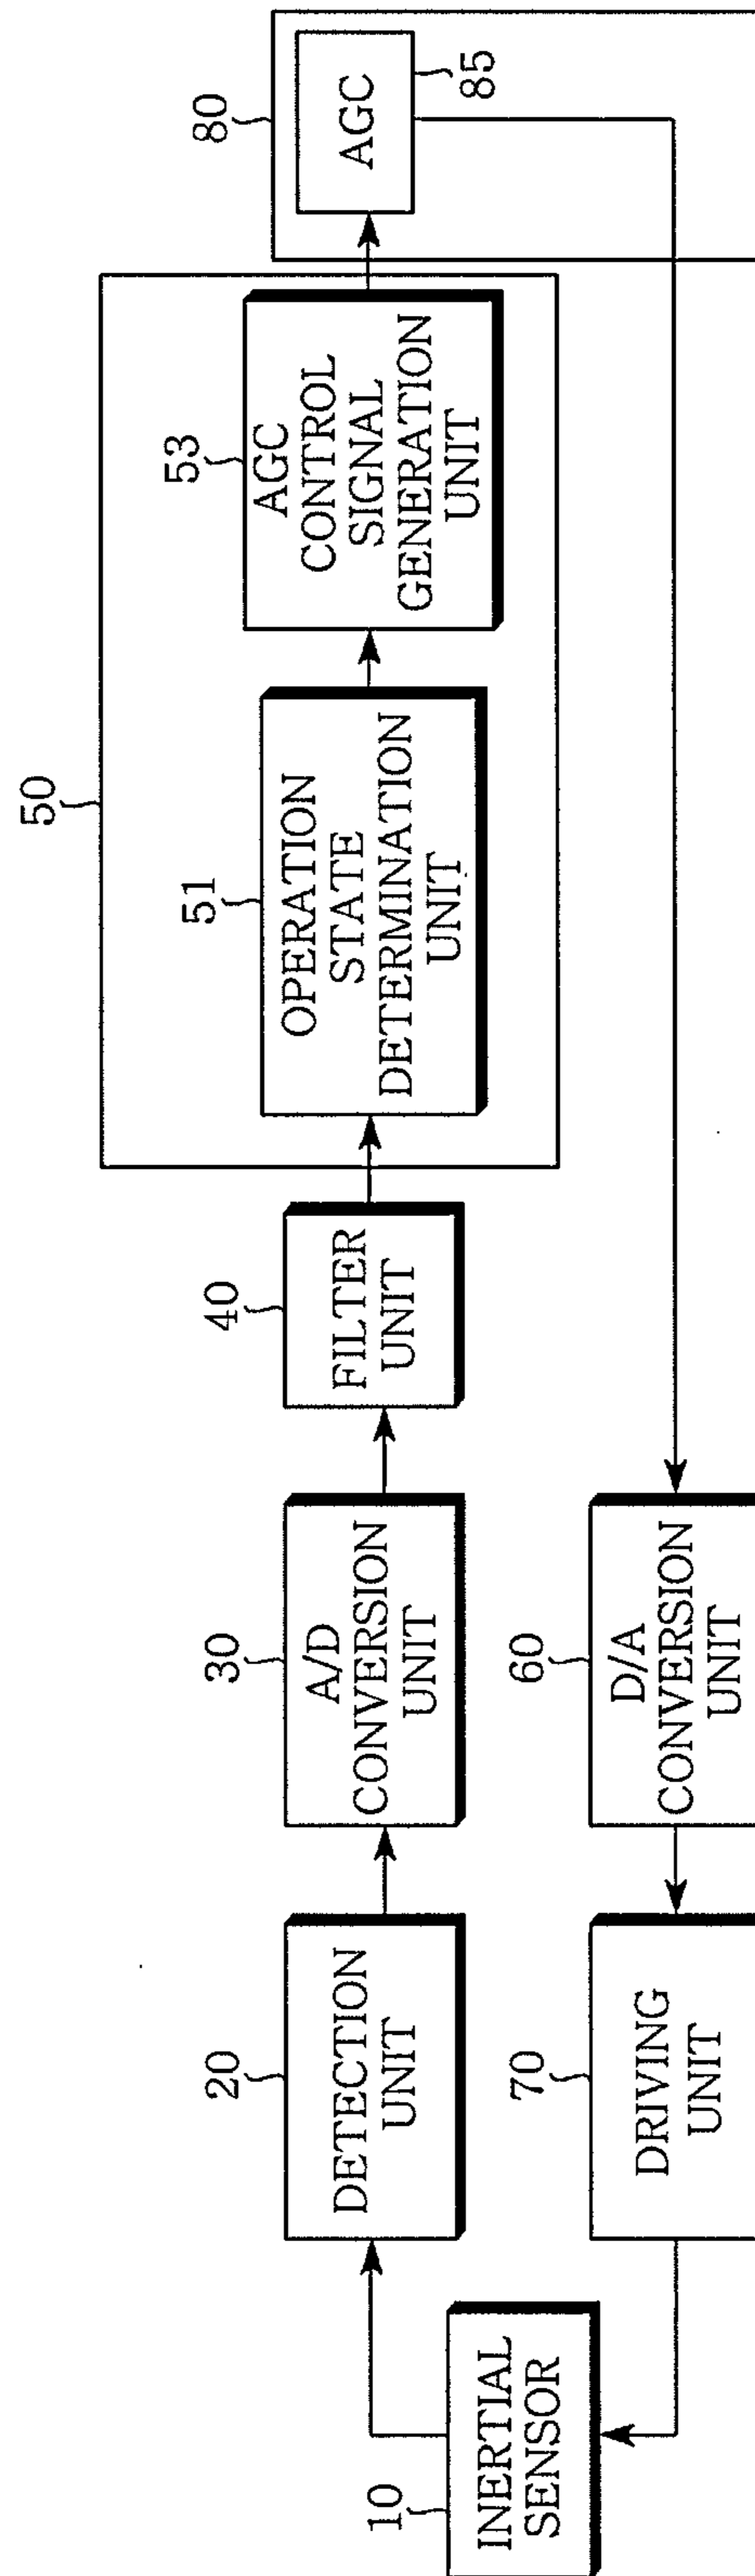 10
INERTIAL
SENSOR
20
DETECTION
UNIT
30
A/D
CONVERSION
UNIT
40
FILTER
UNIT
50
51
OPERATION
STATE
DETERMINATION
UNIT
53
AGC
CONTROL
SIGNAL
GENERATION
UNIT
80
AGC
85
70
DRIVING
UNIT
60
D/A
CONVERSION
UNIT